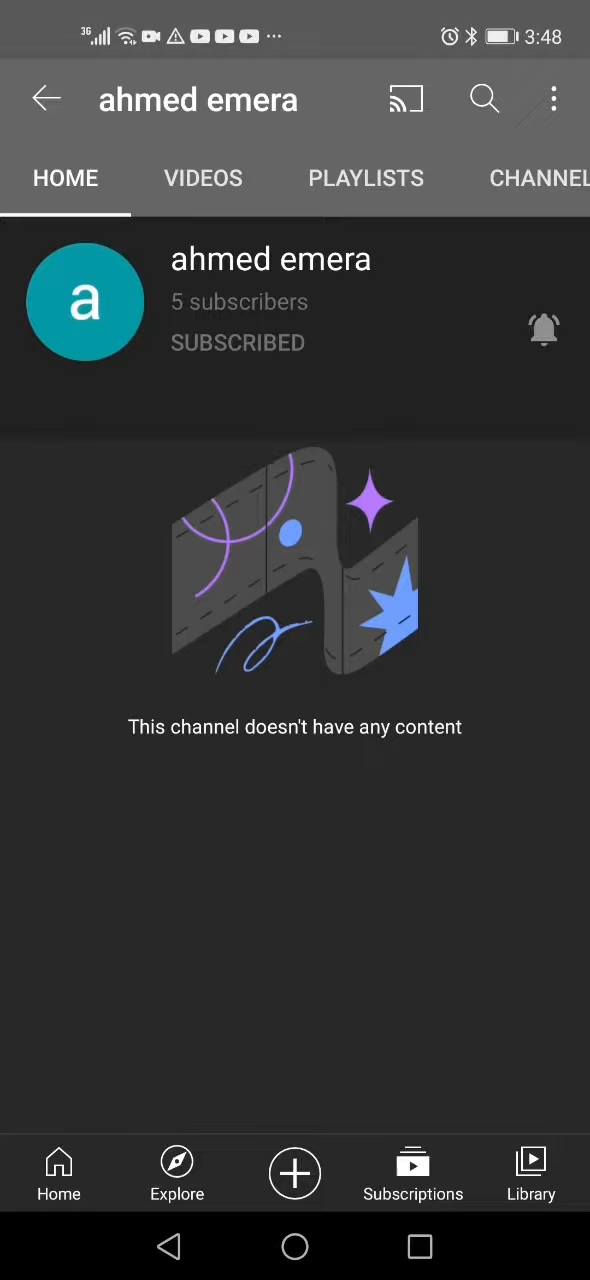 3G 3:48
ahmed emera
HOME VIDEOS PLAYLISTS CHANNEL
a
ahmed emera
5 subscribers
SUBSCRIBED
This channel doesn't have any content
Home Explore Subscriptions Library